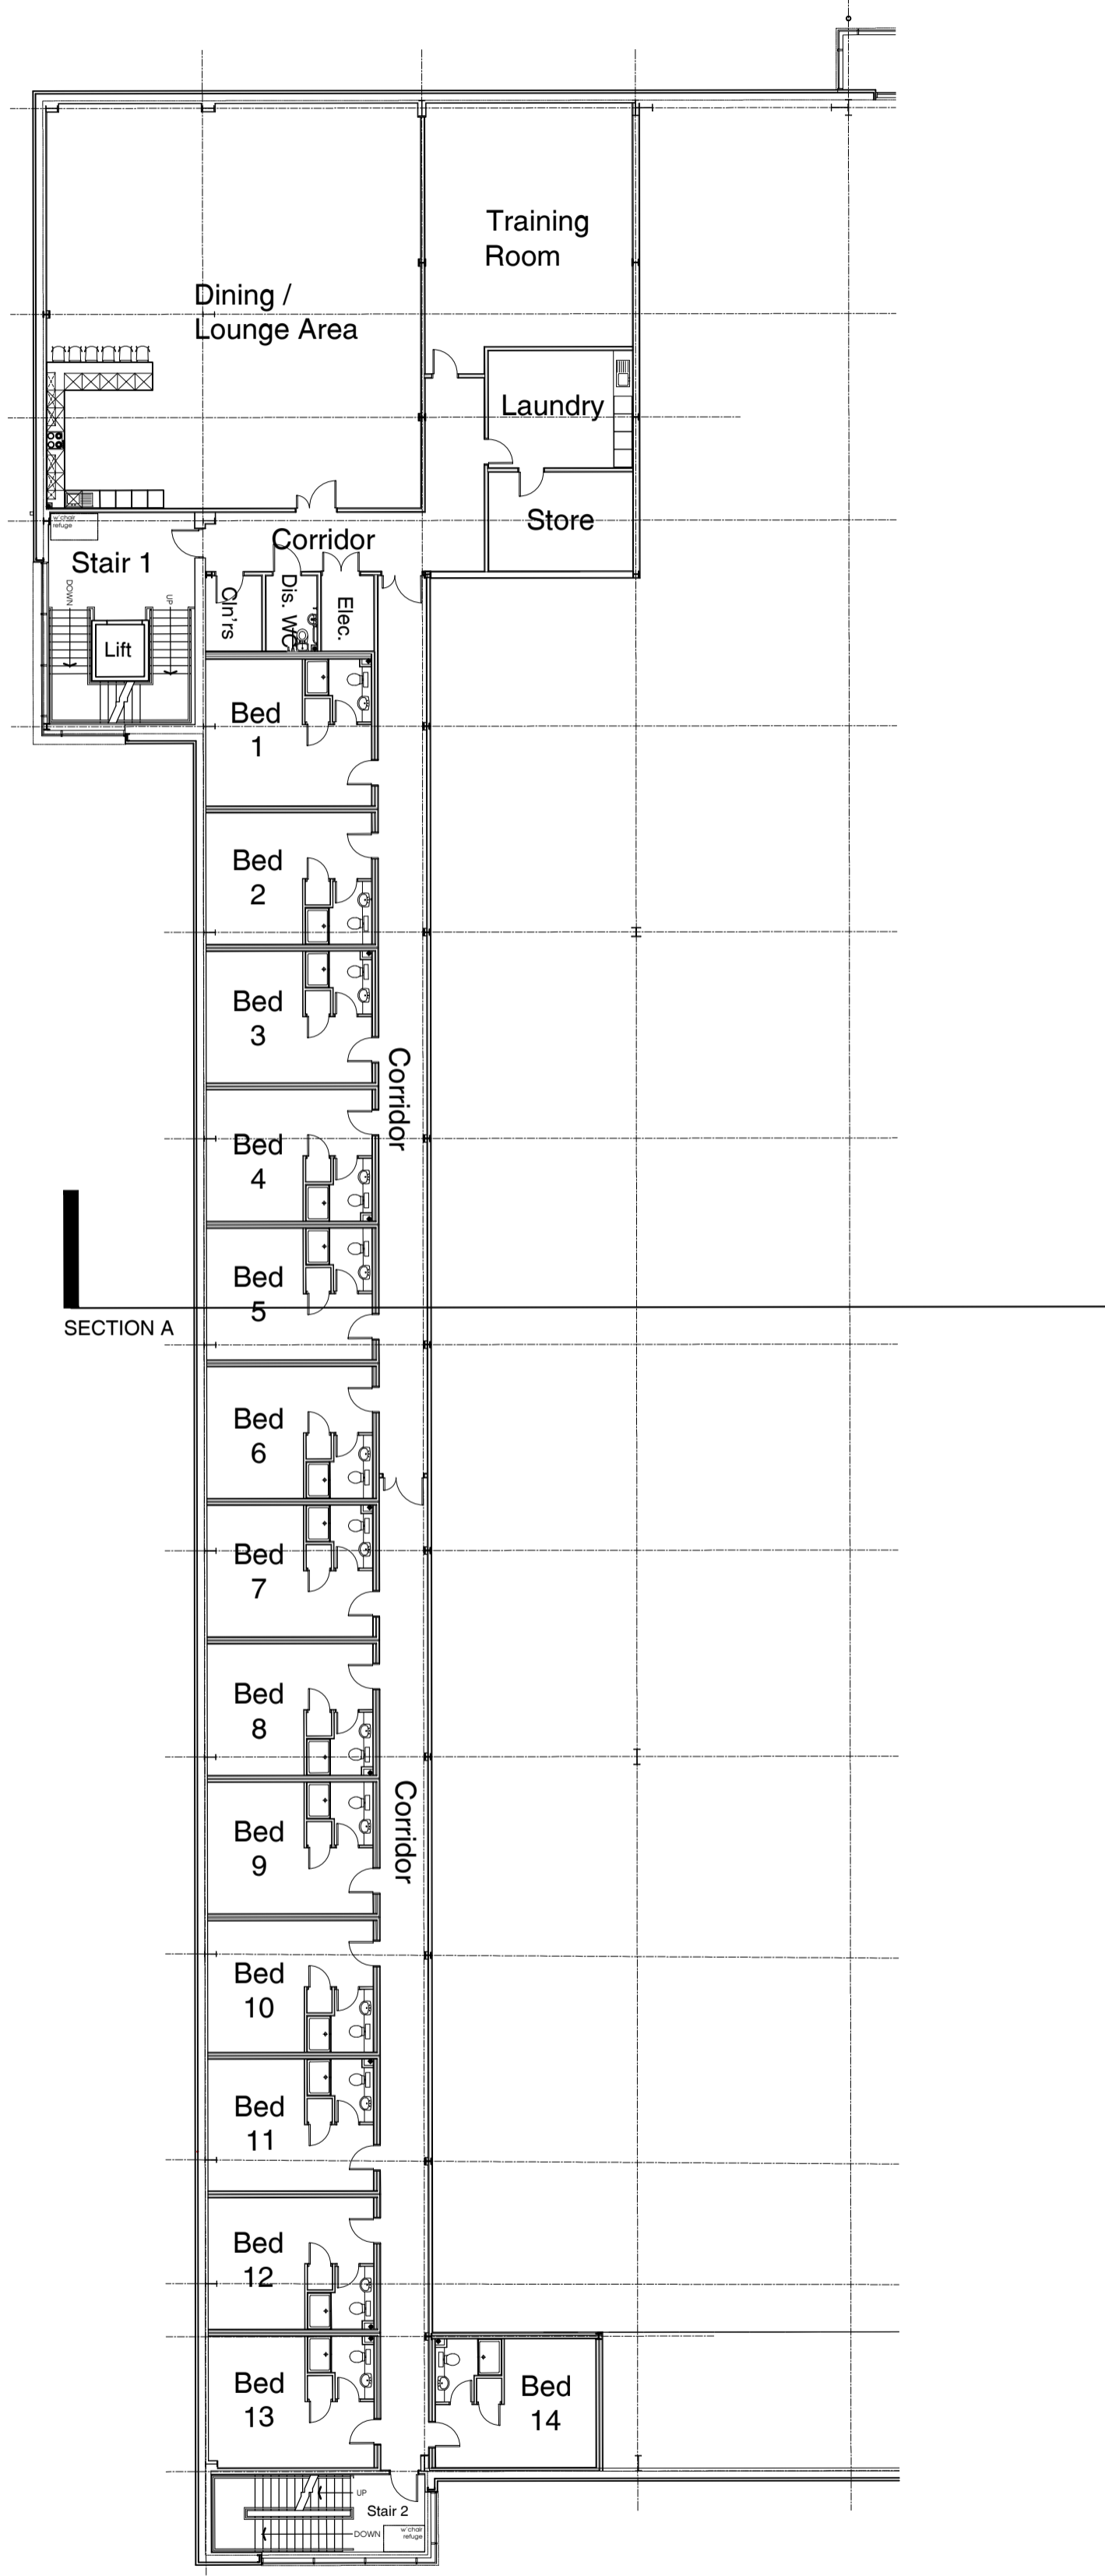 Training
Room
Dining /
Lounge Area
Laundry
Store
w'chair
refuge
Corridor
Stair 1
DOWN
UP
Lift
Cln'rs
Dis. WC
Elec.
Bed
1
Bed
2
Bed
3
Corridor
Bed
4
Bed
5
SECTION A
Bed
6
Bed
7
Bed
8
Corridor
Bed
9
Bed
10
Bed
11
Bed
12
Bed
13
Bed
14
UP
Stair 2
DOWN
w'chair
refuge